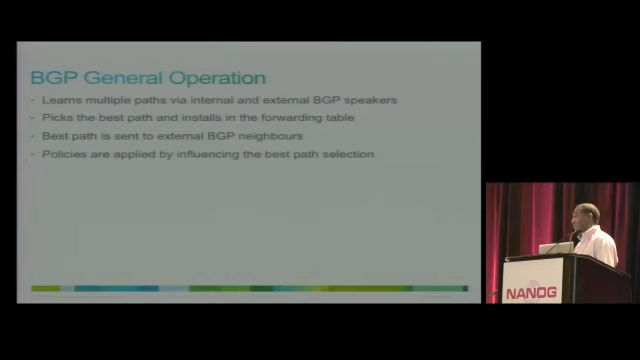 BGP General Operation
- Learns multiple paths via internal and external BGP speakers
- Picks the best path and installs in the forwarding table
- Best path is sent to external BGP neighbours
- Policies are applied by influencing the best path selection
NANOG